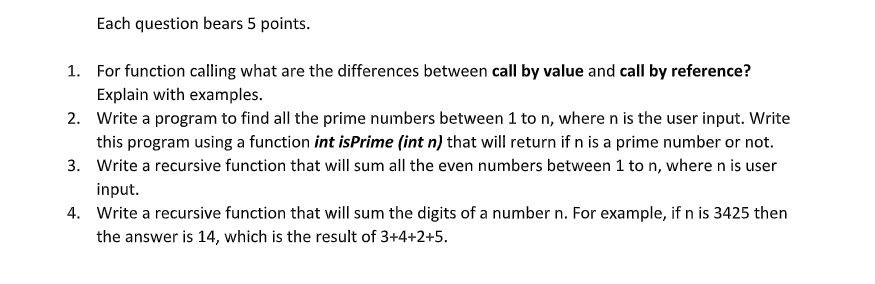 Each question bears 5 points.
1. For function calling what are the differences between call by value and call by reference?
Explain with examples.
2. Write a program to find all the prime numbers between 1 to n, where n is the user input. Write
this program using a function int isPrime (int n) that will return if n is a prime number or not.
3. Write a recursive function that will sum all the even numbers between 1 to n, where n is user
input.
4. Write a recursive function that will sum the digits of a number n. For example, if n is 3425 then
the answer is 14, which is the result of 3+4+2+5.